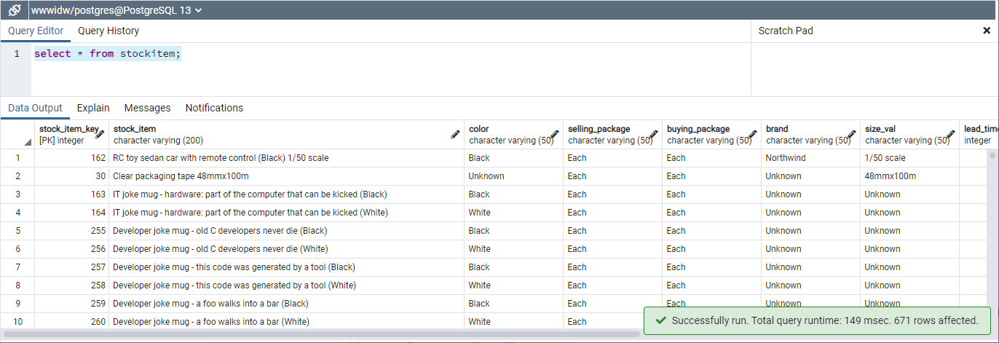 wwwidw/postgres@PostgreSQL 13
Query Editor Query History Scratch Pad
1 select * from stockitem;
Data Output Explain Messages Notifications
stock_item_key stock_item color selling_package buying_package brand size_val lead_time
[PK] integer character varying (200) character varying (50) character varying (50) character varying (50) character varying (50) character varying (50) integer
1 162 RC toy sedan car with remote control (Black) 1/50 scale Black Each Each Northwind 1/50 scale
2 30 Clear packaging tape 48mmx100m Unknown Each Each Unknown 48mmx100m
3 163 IT joke mug - hardware: part of the computer that can be kicked (Black) Black Each Each Unknown Unknown
4 164 IT joke mug - hardware: part of the computer that can be kicked (White) White Each Each Unknown Unknown
5 255 Developer joke mug - old C developers never die (Black) Black Each Each Unknown Unknown
6 256 Developer joke mug - old C developers never die (White) White Each Each Unknown Unknown
7 257 Developer joke mug - this code was generated by a tool (Black) Black Each Each Unknown Unknown
8 258 Developer joke mug - this code was generated by a tool (White) White Each Each Unknown Unknown
9 259 Developer joke mug - a foo walks into a bar (Black) Black Each Each Unknown Unknown
10 260 Developer joke mug - a foo walks into a bar (White) White Each
Successfully run. Total query runtime: 149 msec. 671 rows affected.